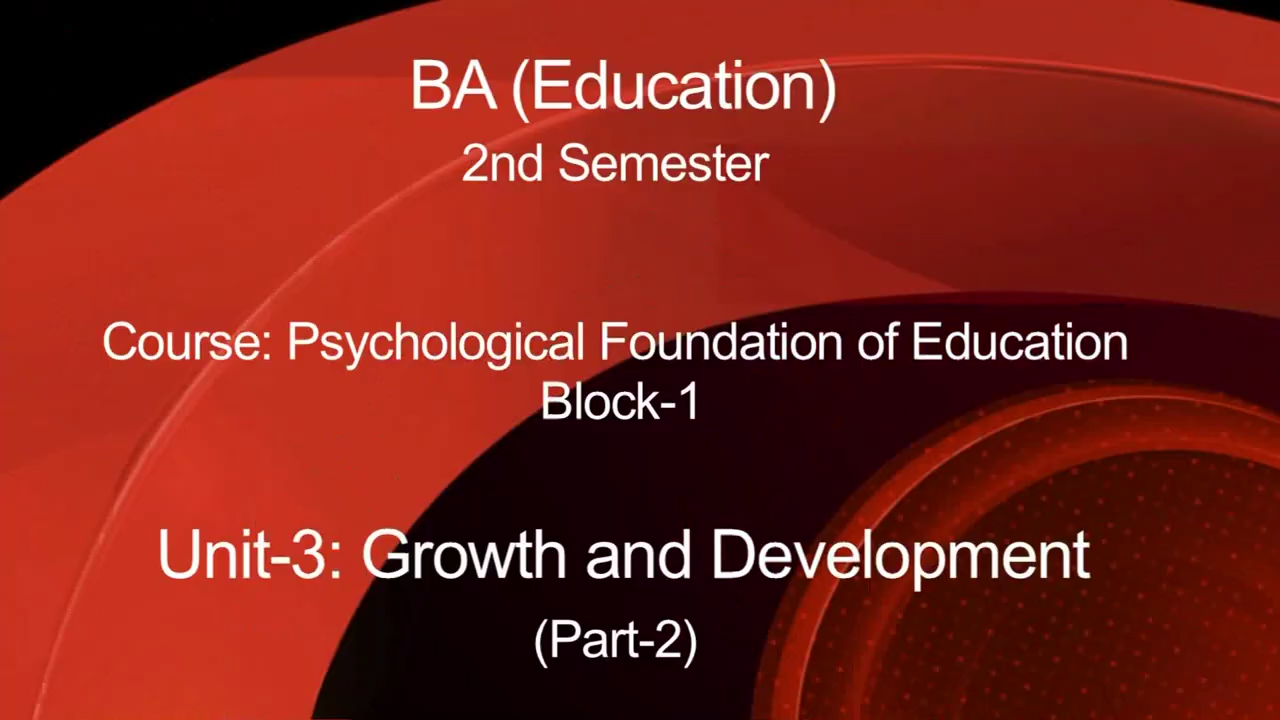 BA (Education)
2nd Semester
Course: Psychological Foundation of Education
Block-1
Unit-3: Growth and Development
(Part-2)